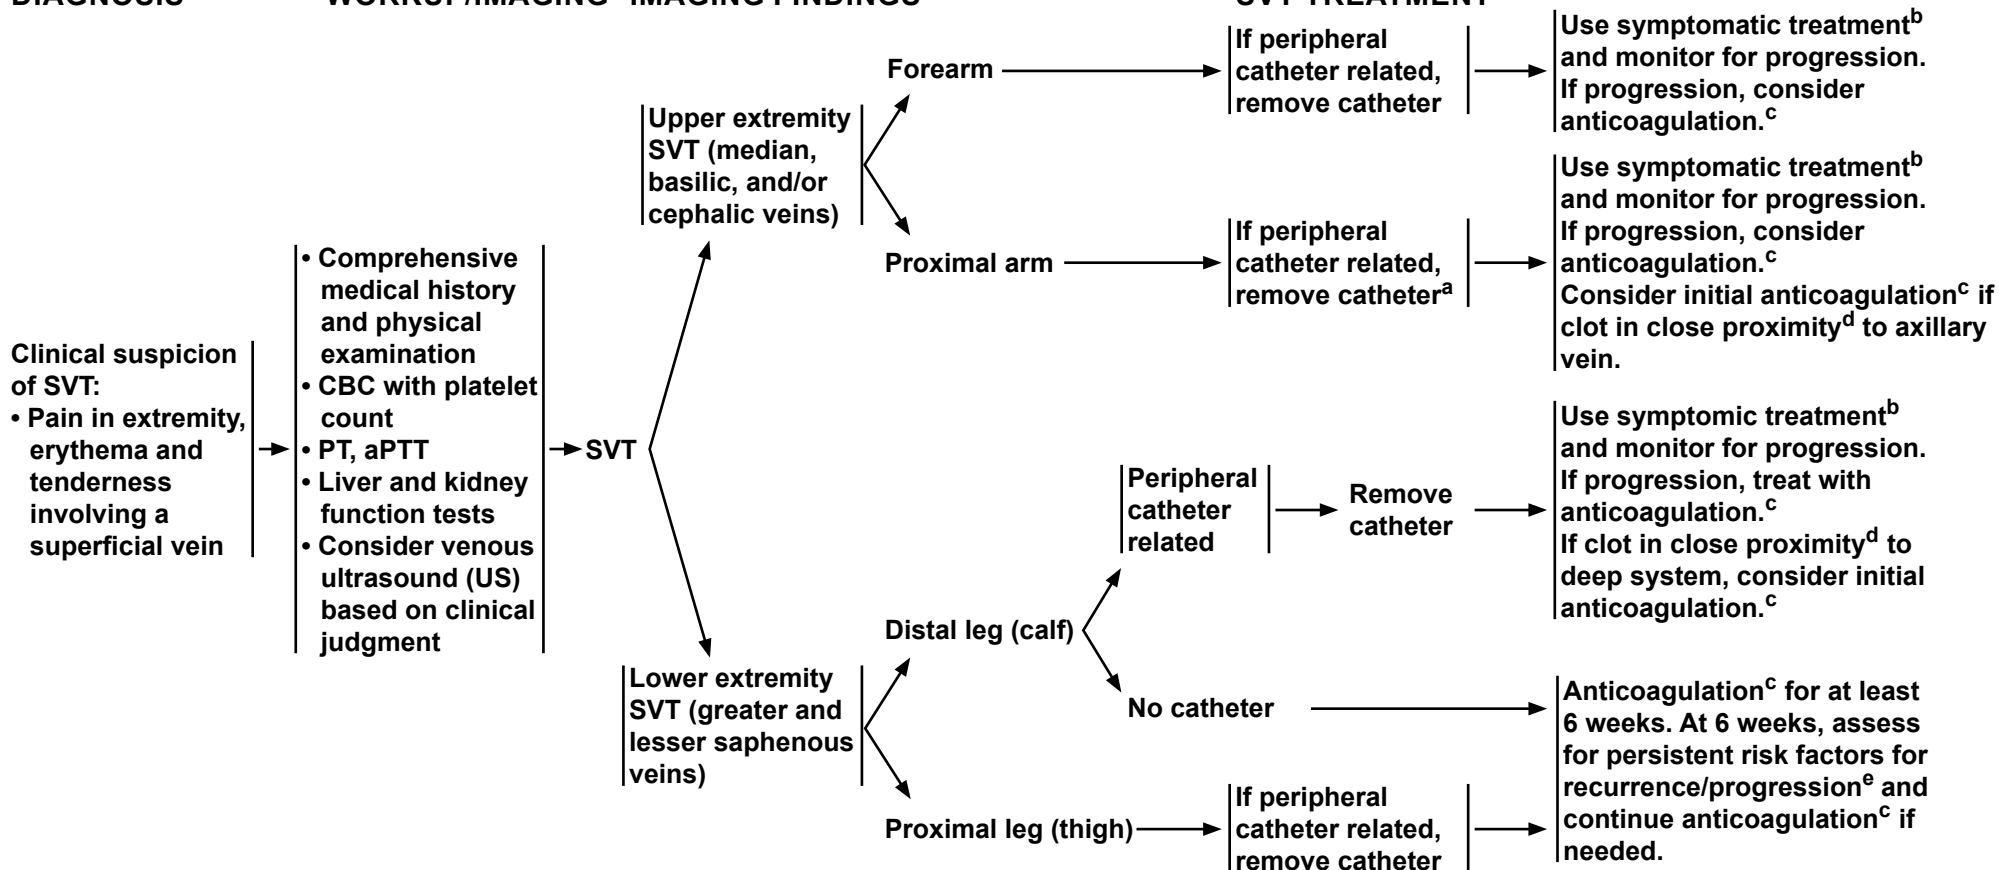 DIAGNOSIS
WORKUP/IMAGING
IMAGING FINDINGS
SVT TREATMENT
Clinical suspicion
of SVT:
• Pain in extremity,
erythema and
tenderness
involving a
superficial vein
• Comprehensive
medical history
and physical
examination
• CBC with platelet
count
• PT, aPTT
• Liver and kidney
function tests
• Consider venous
ultrasound (US)
based on clinical
judgment
SVT
Upper extremity
SVT (median,
basilic, and/or
cephalic veins)
Forearm
If peripheral
catheter related,
remove catheter
Use symptomatic treatmentb
and monitor for progression.
If progression, consider
anticoagulation.c
Proximal arm
If peripheral
catheter related,
remove cathetera
Use symptomatic treatmentb
and monitor for progression.
If progression, consider
anticoagulation.c
Consider initial anticoagulationc if
clot in close proximityd to axillary
vein.
Lower extremity
SVT (greater and
lesser saphenous
veins)
Distal leg (calf)
Peripheral
catheter
related
Remove
catheter
Use symptomic treatmentb
and monitor for progression.
If progression, treat with
anticoagulation.c
If clot in close proximityd to
deep system, consider initial
anticoagulation.c
No catheter
Anticoagulationc for at least
6 weeks. At 6 weeks, assess
for persistent risk factors for
recurrence/progressione and
continue anticoagulationc if
needed.
Proximal leg (thigh)
If peripheral
catheter related,
remove catheter